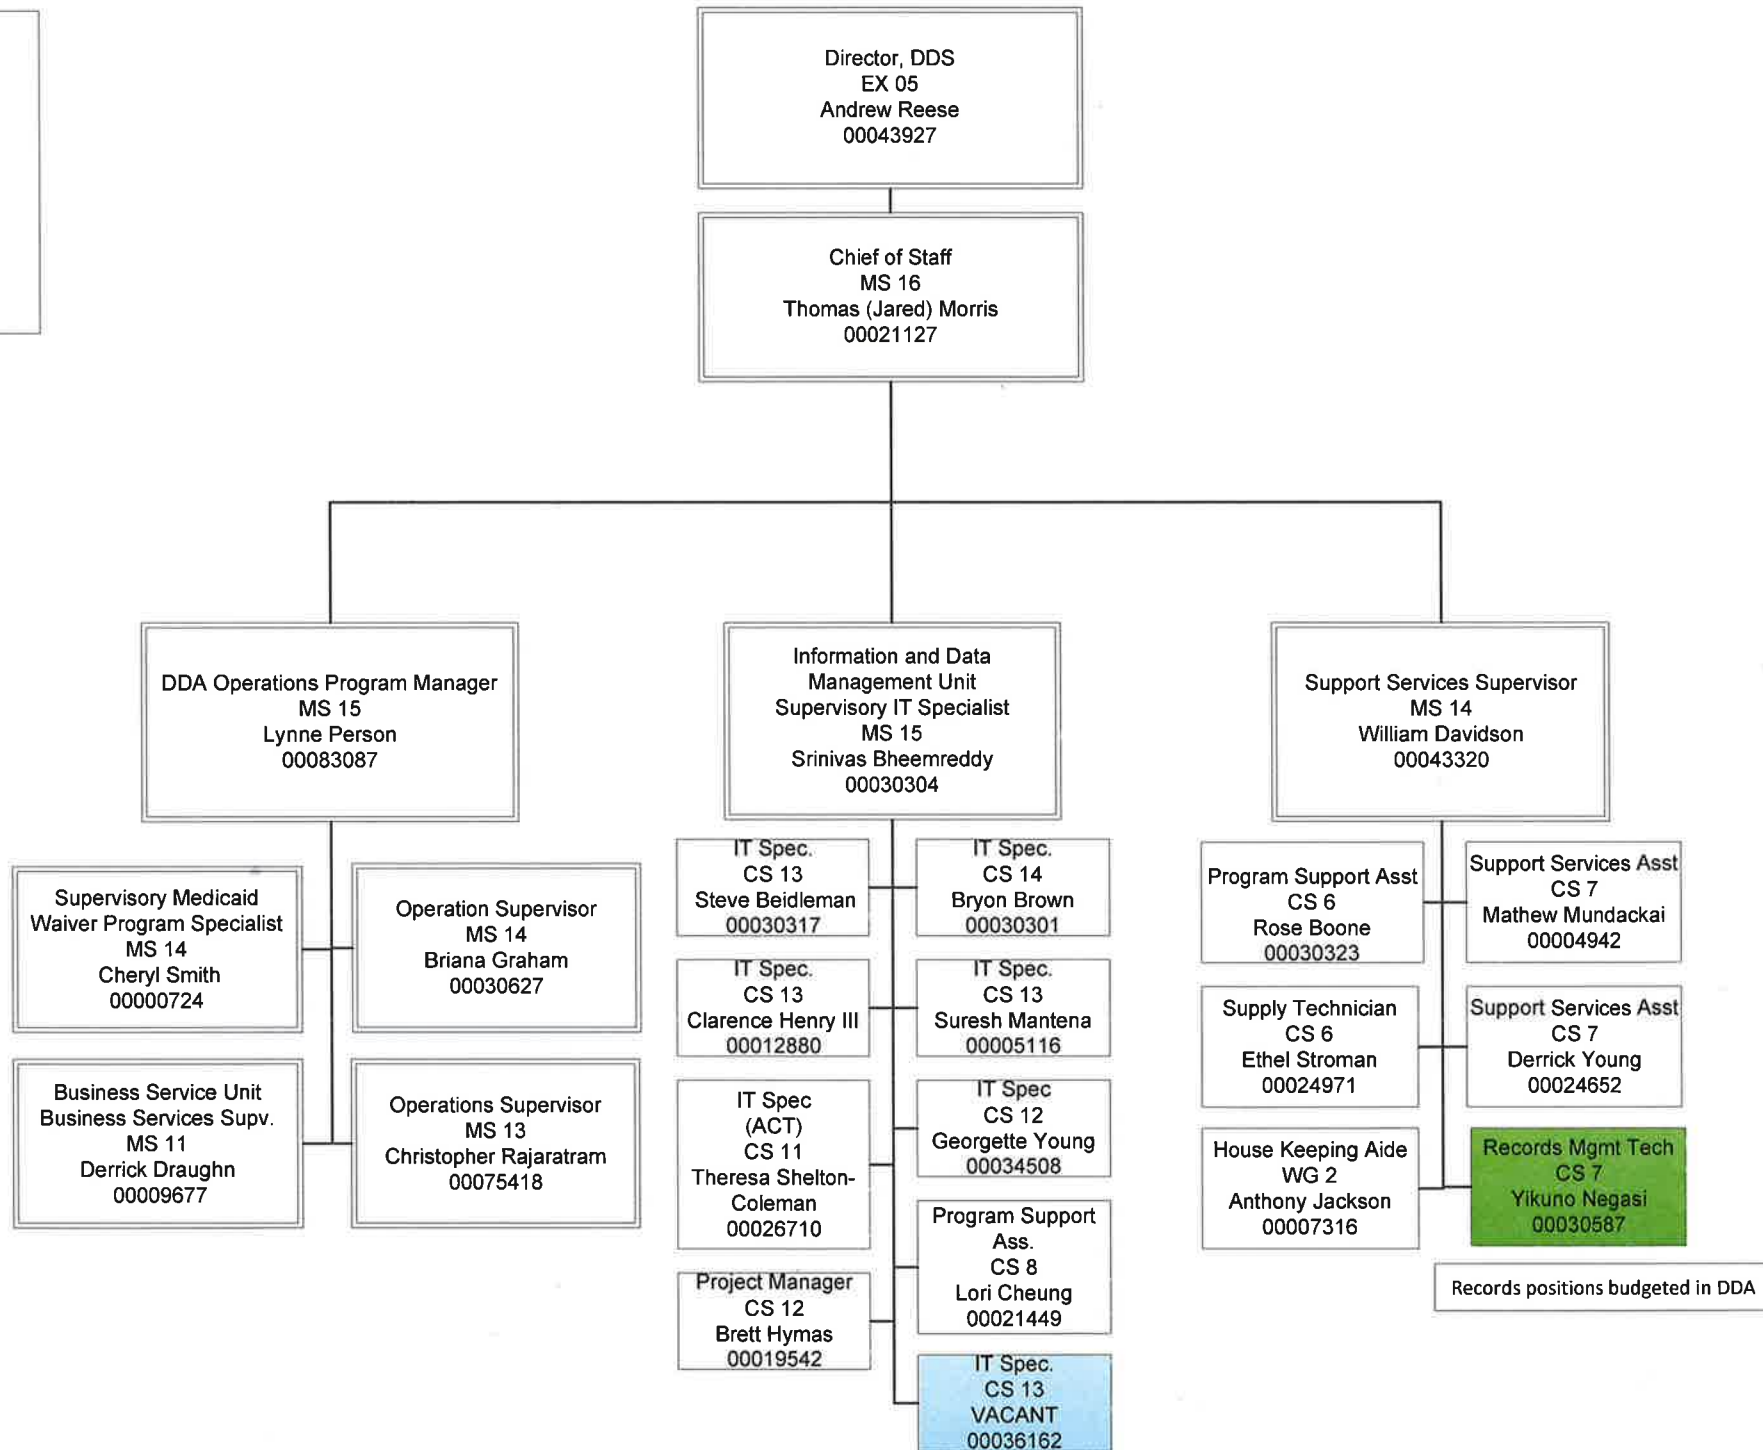 Director, DDS
EX 05
Andrew Reese
00043927
Chief of Staff
MS 16
Thomas (Jared) Morris
00021127
DDA Operations Program Manager
MS 15
Lynne Person
00083087
Information and Data
Management Unit
Supervisory IT Specialist
MS 15
Srinivas Bheemreddy
00030304
Support Services Supervisor
MS 14
William Davidson
00043320
Supervisory Medicaid
Waiver Program Specialist
MS 14
Cheryl Smith
00000724
Operation Supervisor
MS 14
Briana Graham
00030627
Business Service Unit
Business Services Supv.
MS 11
Derrick Draughn
00009677
Operations Supervisor
MS 13
Christopher Rajaratram
00075418
IT Spec.
CS 13
Steve Beidleman
00030317
IT Spec.
CS 14
Bryon Brown
00030301
IT Spec.
CS 13
Clarence Henry III
00012880
IT Spec.
CS 13
Suresh Mantena
00005116
IT Spec
(ACT)
CS 11
Theresa Shelton-
Coleman
00026710
IT Spec
CS 12
Georgette Young
00034508
Program Support
Ass.
CS 8
Lori Cheung
00021449
Project Manager
CS 12
Brett Hymas
00019542
IT Spec.
CS 13
VACANT
00036162
Program Support Asst
CS 6
Rose Boone
00030323
Support Services Asst
CS 7
Mathew Mundackai
00004942
Supply Technician
CS 6
Ethel Stroman
00024971
Support Services Asst
CS 7
Derrick Young
00024652
House Keeping Aide
WG 2
Anthony Jackson
00007316
Records Mgmt Tech
CS 7
Yikuno Negasi
00030587
Records positions budgeted in DDA